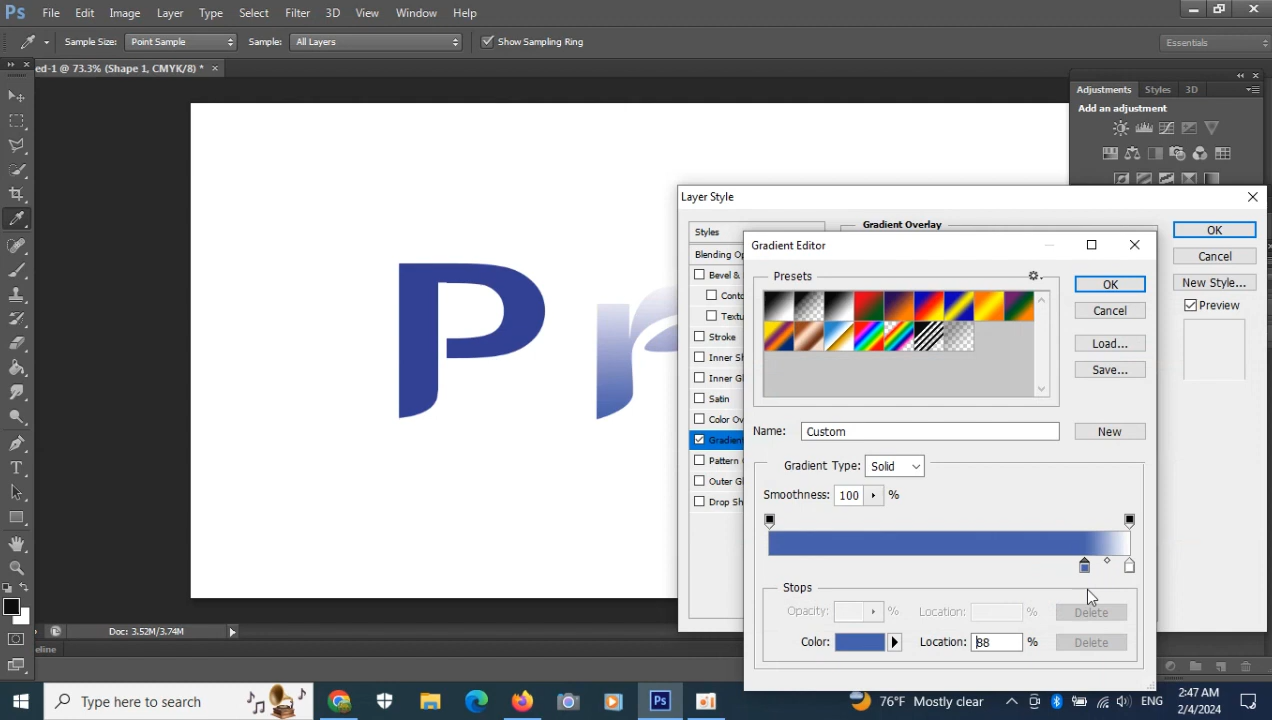 Ps File Edit Image Layer Type Select Filter 3D View Window Help
Sample Size: Point Sample Sample: All Layers Show Sampling Ring Essentials
ed-1 @ 73.3% (Shape 1, CMYK/8) *
Adjustments Styles 3D
Add an adjustment
P r
Layer Style
Styles
Blending Op
Bevel &
Conto
Textu
Stroke
Inner Sh
Inner Gl
Satin
Color Ov
Gradien
Pattern O
Outer Gl
Drop Sh
Gradient Overlay
OK
Cancel
New Style...
Preview
Gradient Editor
Presets
OK
Cancel
Load...
Save...
Name: Custom New
Gradient Type: Solid
Smoothness: 100 %
Stops
Opacity: % Location: % Delete
Color: Location: 88 % Delete
Doc: 3.52M/3.74M
eline
Type here to search
Ps
76°F Mostly clear
ENG
2:47 AM
2/4/2024